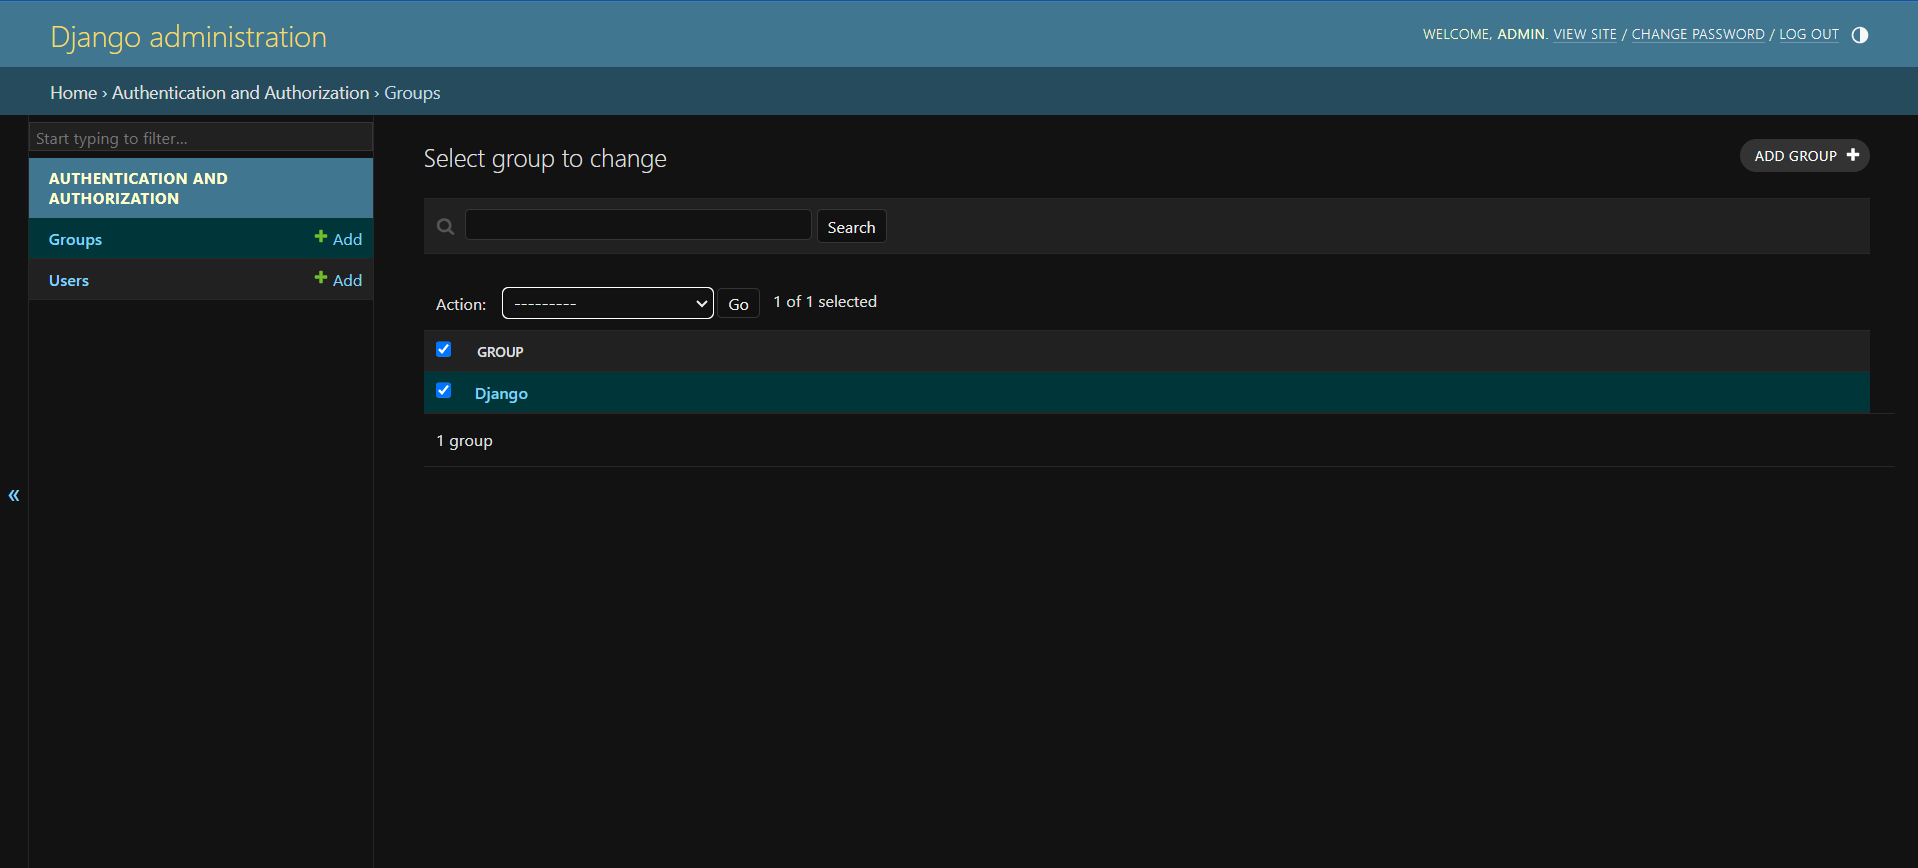 Django administration
WELCOME, ADMIN. VIEW SITE / CHANGE PASSWORD / LOG OUT
Home › Authentication and Authorization › Groups
Start typing to filter...
AUTHENTICATION AND
AUTHORIZATION
Groups
Add
Users
Add
«
Select group to change
ADD GROUP
Search
Action:
---------
Go
1 of 1 selected
GROUP
Django
1 group